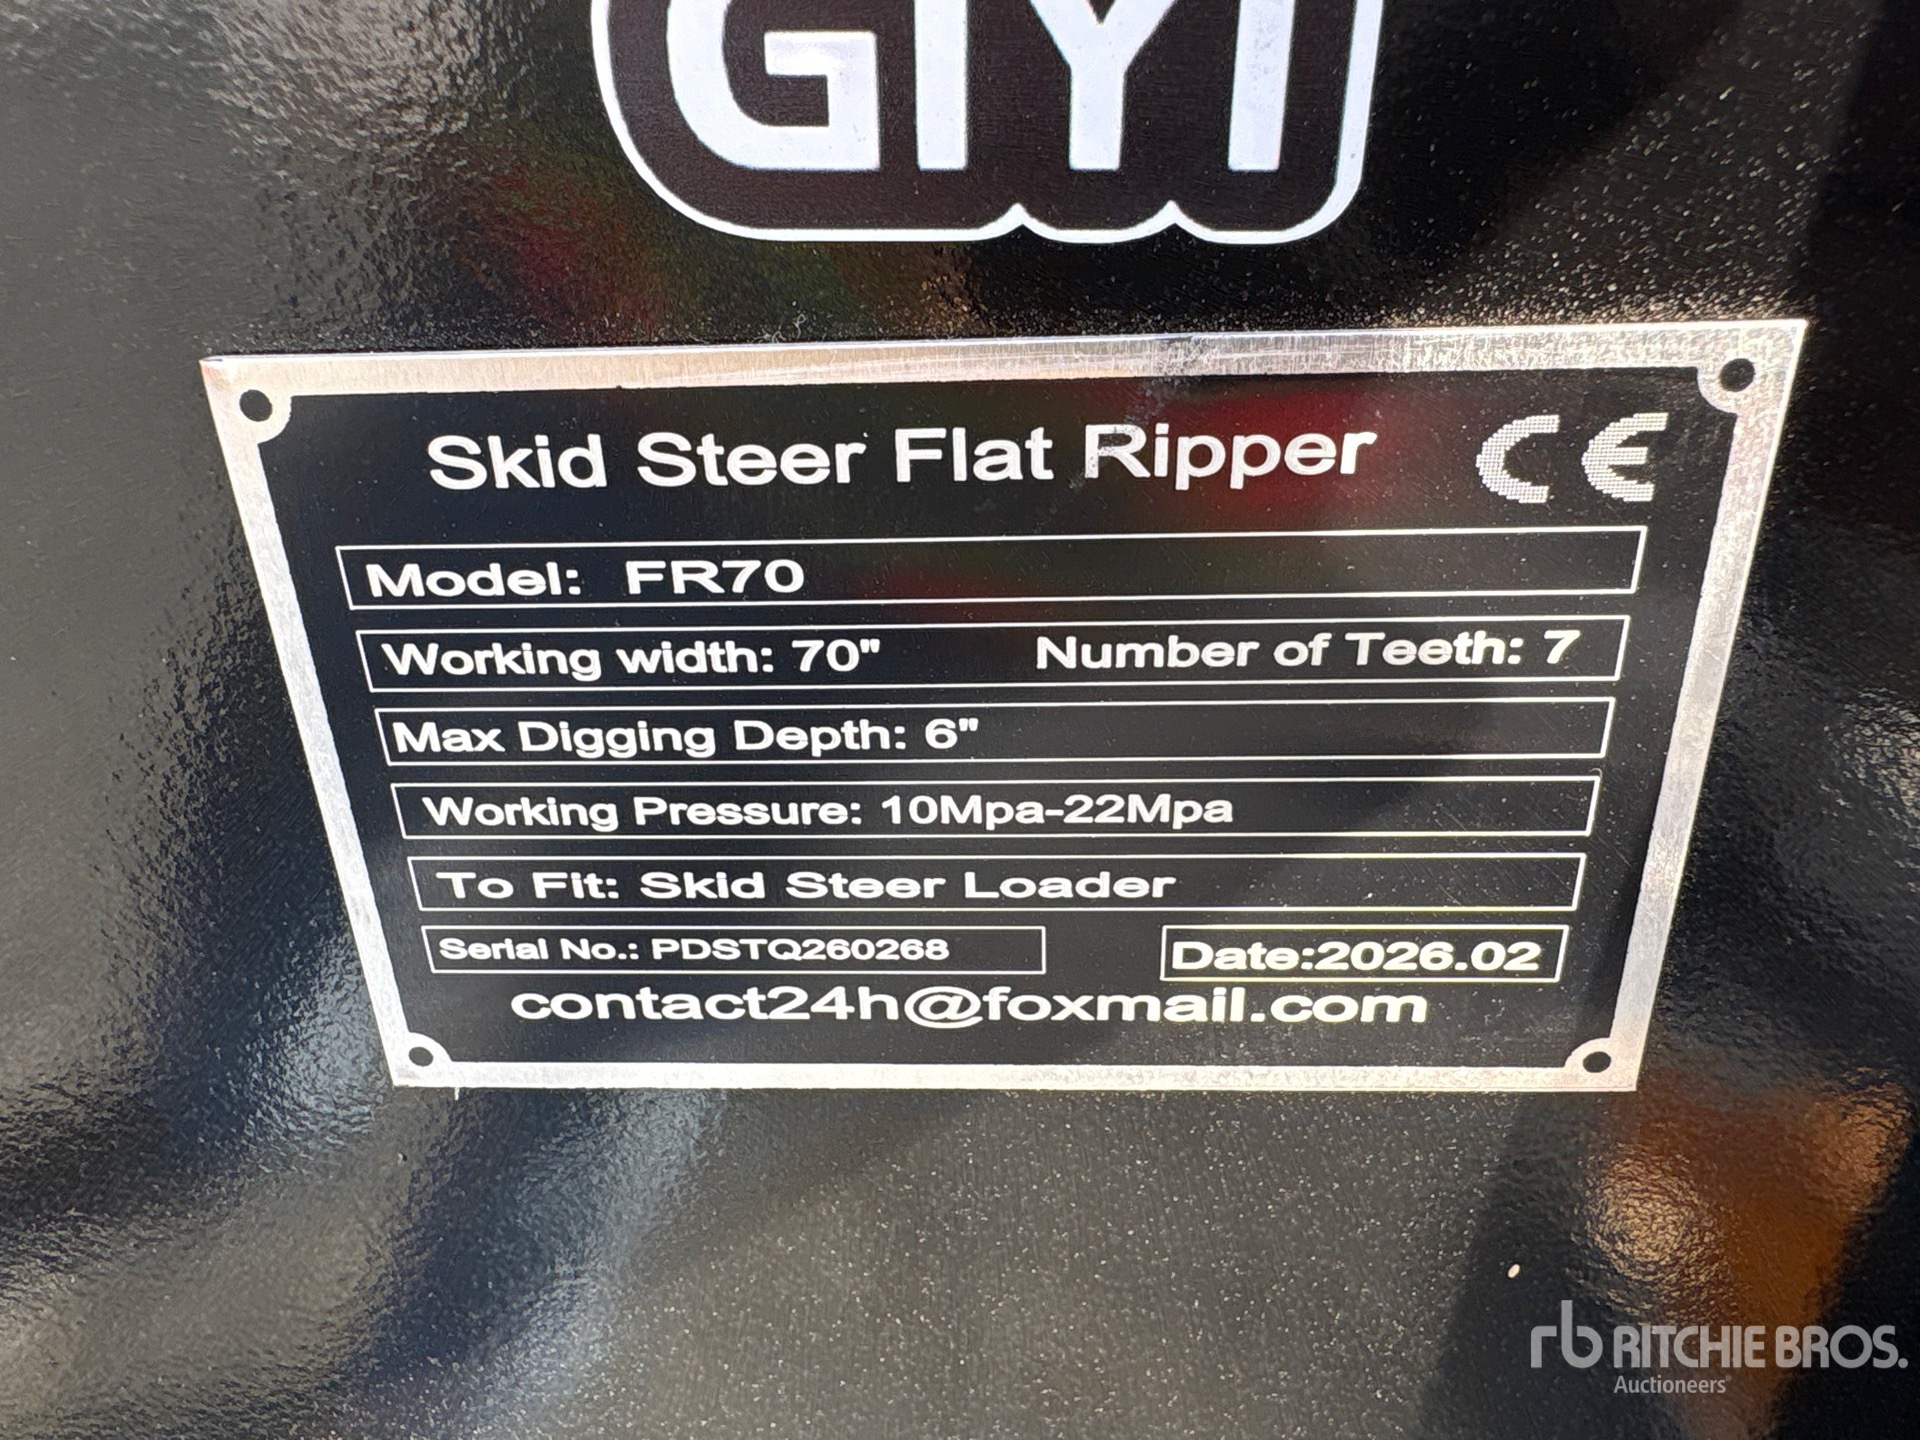 GIYI
Skid Steer Flat Ripper CE
Model: FR70
Working width: 70" Number of Teeth: 7
Max Digging Depth: 6"
Working Pressure: 10Mpa-22Mpa
To Fit: Skid Steer Loader
Serial No.: PDSTQ260268 Date:2026.02
contact24h@foxmail.com
rb RITCHIE BROS.
Auctioneers